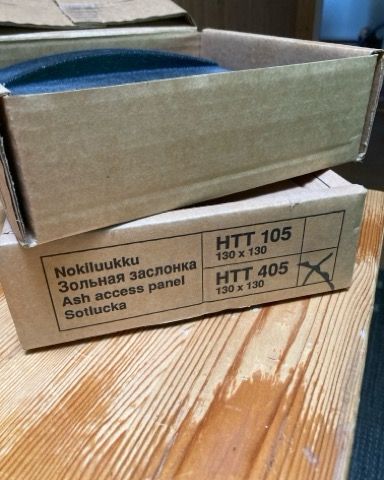 Nokiluukku
Зольная заслонка
Ash access panel
Sotlucka
HTT 105
130 x 130
HTT 405
130 x 130